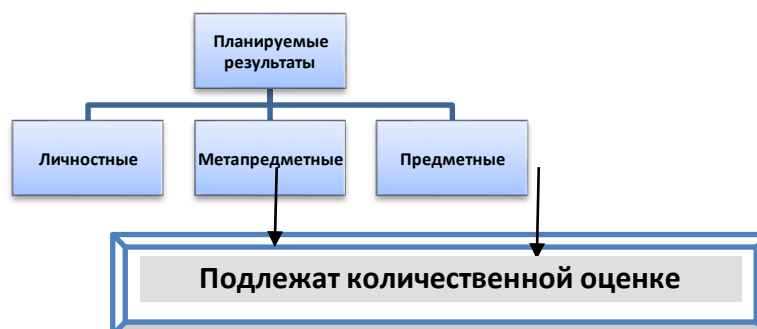 Планируемые
результаты
Личностные
Метапредметные
Предметные
Подлежат количественной оценке